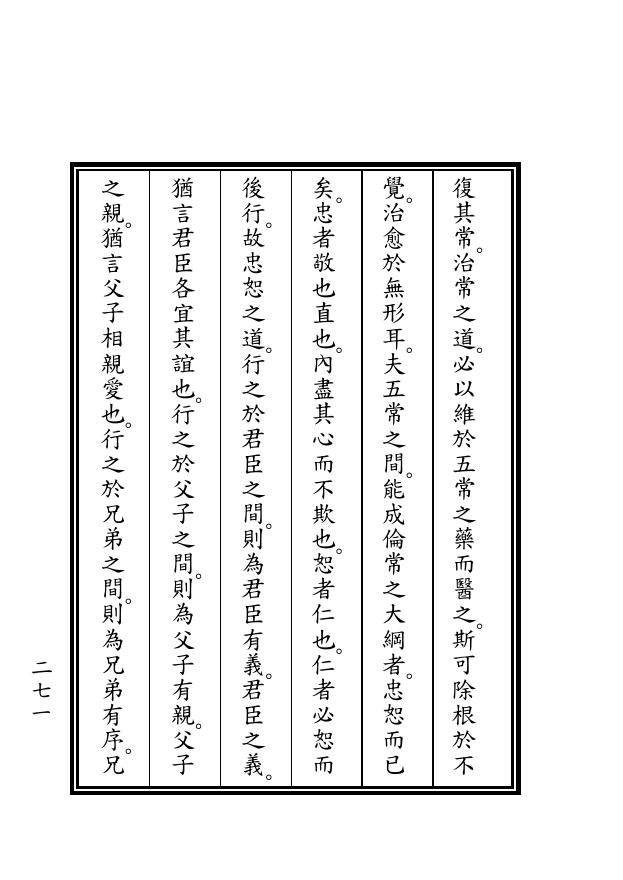 復其常。治常之道。必以維於五常之藥而醫之。斯可除根於不
覺。治愈於無形耳。夫五常之間。能成倫常之大綱者。忠恕而已
矣。忠者敬也直也。內盡其心而不欺也。恕者仁也。仁者必恕而
後行。故忠恕之道。行之於君臣之間。則為君臣有義。君臣之義。
猶言君臣各宜其誼也。行之於父子之間。則為父子有親。父子
之親。猶言父子相親愛也。行之於兄弟之間。則為兄弟有序。兄
二七一